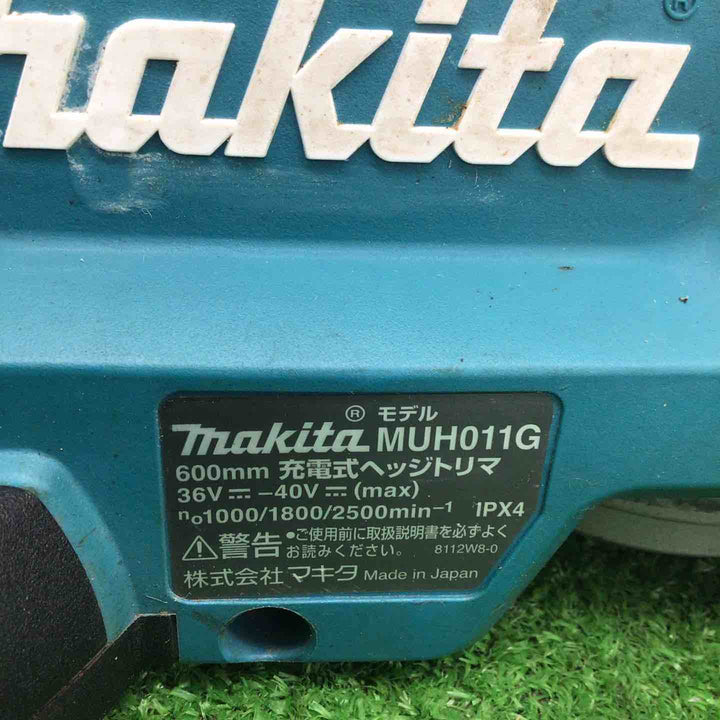 makita ®
® モデル
makita MUH011G
600mm 充電式ヘッジトリマ
36V ⎓ -40V ⎓ (max)
n₀1000/1800/2500min⁻¹ IPX4
⚠警告 •ご使用前に取扱説明書を必ずよく
お読みください。 8112W8-0
株式会社 マキタ Made in Japan